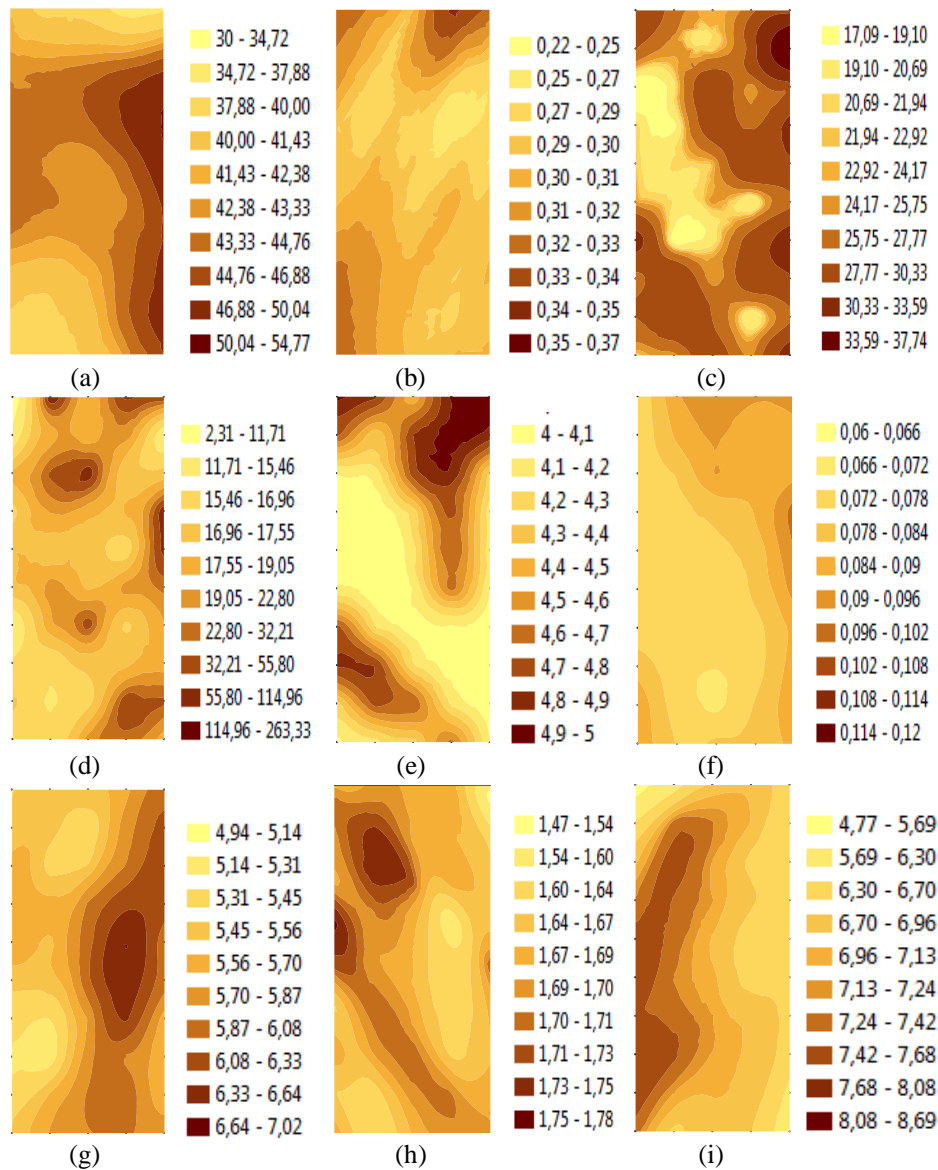 30 - 34,72
34,72 - 37,88
37,88 - 40,00
40,00 - 41,43
41,43 - 42,38
42,38 - 43,33
43,33 - 44,76
44,76 - 46,88
46,88 - 50,04
50,04 - 54,77
(a)
0,22 - 0,25
0,25 - 0,27
0,27 - 0,29
0,29 - 0,30
0,30 - 0,31
0,31 - 0,32
0,32 - 0,33
0,33 - 0,34
0,34 - 0,35
0,35 - 0,37
(b)
17,09 - 19,10
19,10 - 20,69
20,69 - 21,94
21,94 - 22,92
22,92 - 24,17
24,17 - 25,75
25,75 - 27,77
27,77 - 30,33
30,33 - 33,59
33,59 - 37,74
(c)
2,31 - 11,71
11,71 - 15,46
15,46 - 16,96
16,96 - 17,55
17,55 - 19,05
19,05 - 22,80
22,80 - 32,21
32,21 - 55,80
55,80 - 114,96
114,96 - 263,33
(d)
4 - 4,1
4,1 - 4,2
4,2 - 4,3
4,3 - 4,4
4,4 - 4,5
4,5 - 4,6
4,6 - 4,7
4,7 - 4,8
4,8 - 4,9
4,9 - 5
(e)
0,06 - 0,066
0,066 - 0,072
0,072 - 0,078
0,078 - 0,084
0,084 - 0,09
0,09 - 0,096
0,096 - 0,102
0,102 - 0,108
0,108 - 0,114
0,114 - 0,12
(f)
4,94 - 5,14
5,14 - 5,31
5,31 - 5,45
5,45 - 5,56
5,56 - 5,70
5,70 - 5,87
5,87 - 6,08
6,08 - 6,33
6,33 - 6,64
6,64 - 7,02
(g)
1,47 - 1,54
1,54 - 1,60
1,60 - 1,64
1,64 - 1,67
1,67 - 1,69
1,69 - 1,70
1,70 - 1,71
1,71 - 1,73
1,73 - 1,75
1,75 - 1,78
(h)
4,77 - 5,69
5,69 - 6,30
6,30 - 6,70
6,70 - 6,96
6,96 - 7,13
7,13 - 7,24
7,24 - 7,42
7,42 - 7,68
7,68 - 8,08
8,08 - 8,69
(i)